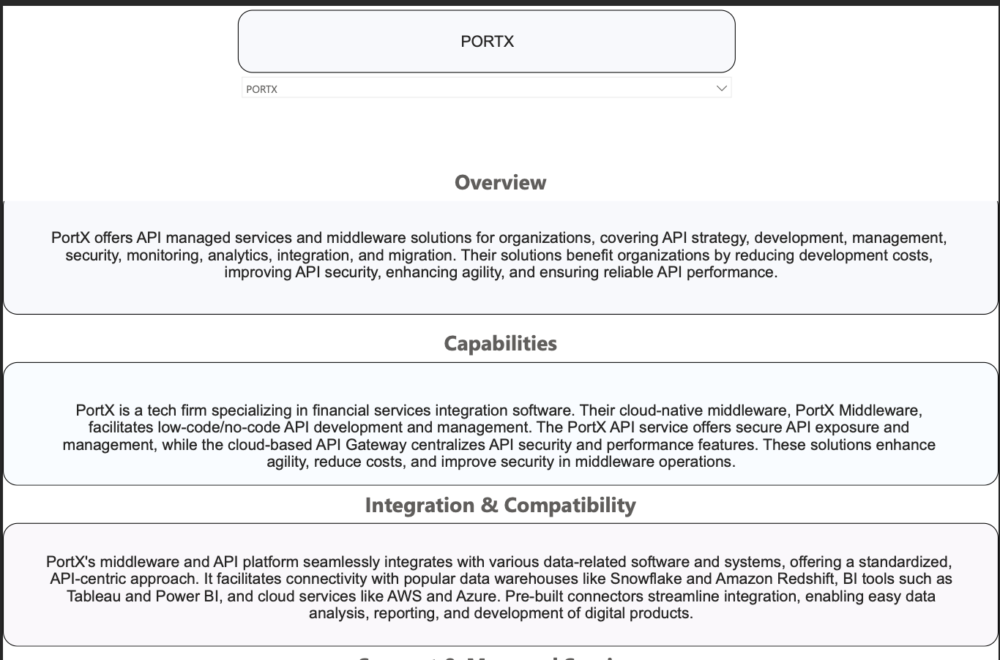 PORTX
PORTX
Overview
PortX offers API managed services and middleware solutions for organizations, covering API strategy, development, management,
security, monitoring, analytics, integration, and migration. Their solutions benefit organizations by reducing development costs,
improving API security, enhancing agility, and ensuring reliable API performance.
Capabilities
PortX is a tech firm specializing in financial services integration software. Their cloud-native middleware, PortX Middleware,
facilitates low-code/no-code API development and management. The PortX API service offers secure API exposure and
management, while the cloud-based API Gateway centralizes API security and performance features. These solutions enhance
agility, reduce costs, and improve security in middleware operations.
Integration & Compatibility
PortX's middleware and API platform seamlessly integrates with various data-related software and systems, offering a standardized,
API-centric approach. It facilitates connectivity with popular data warehouses like Snowflake and Amazon Redshift, BI tools such as
Tableau and Power BI, and cloud services like AWS and Azure. Pre-built connectors streamline integration, enabling easy data
analysis, reporting, and development of digital products.